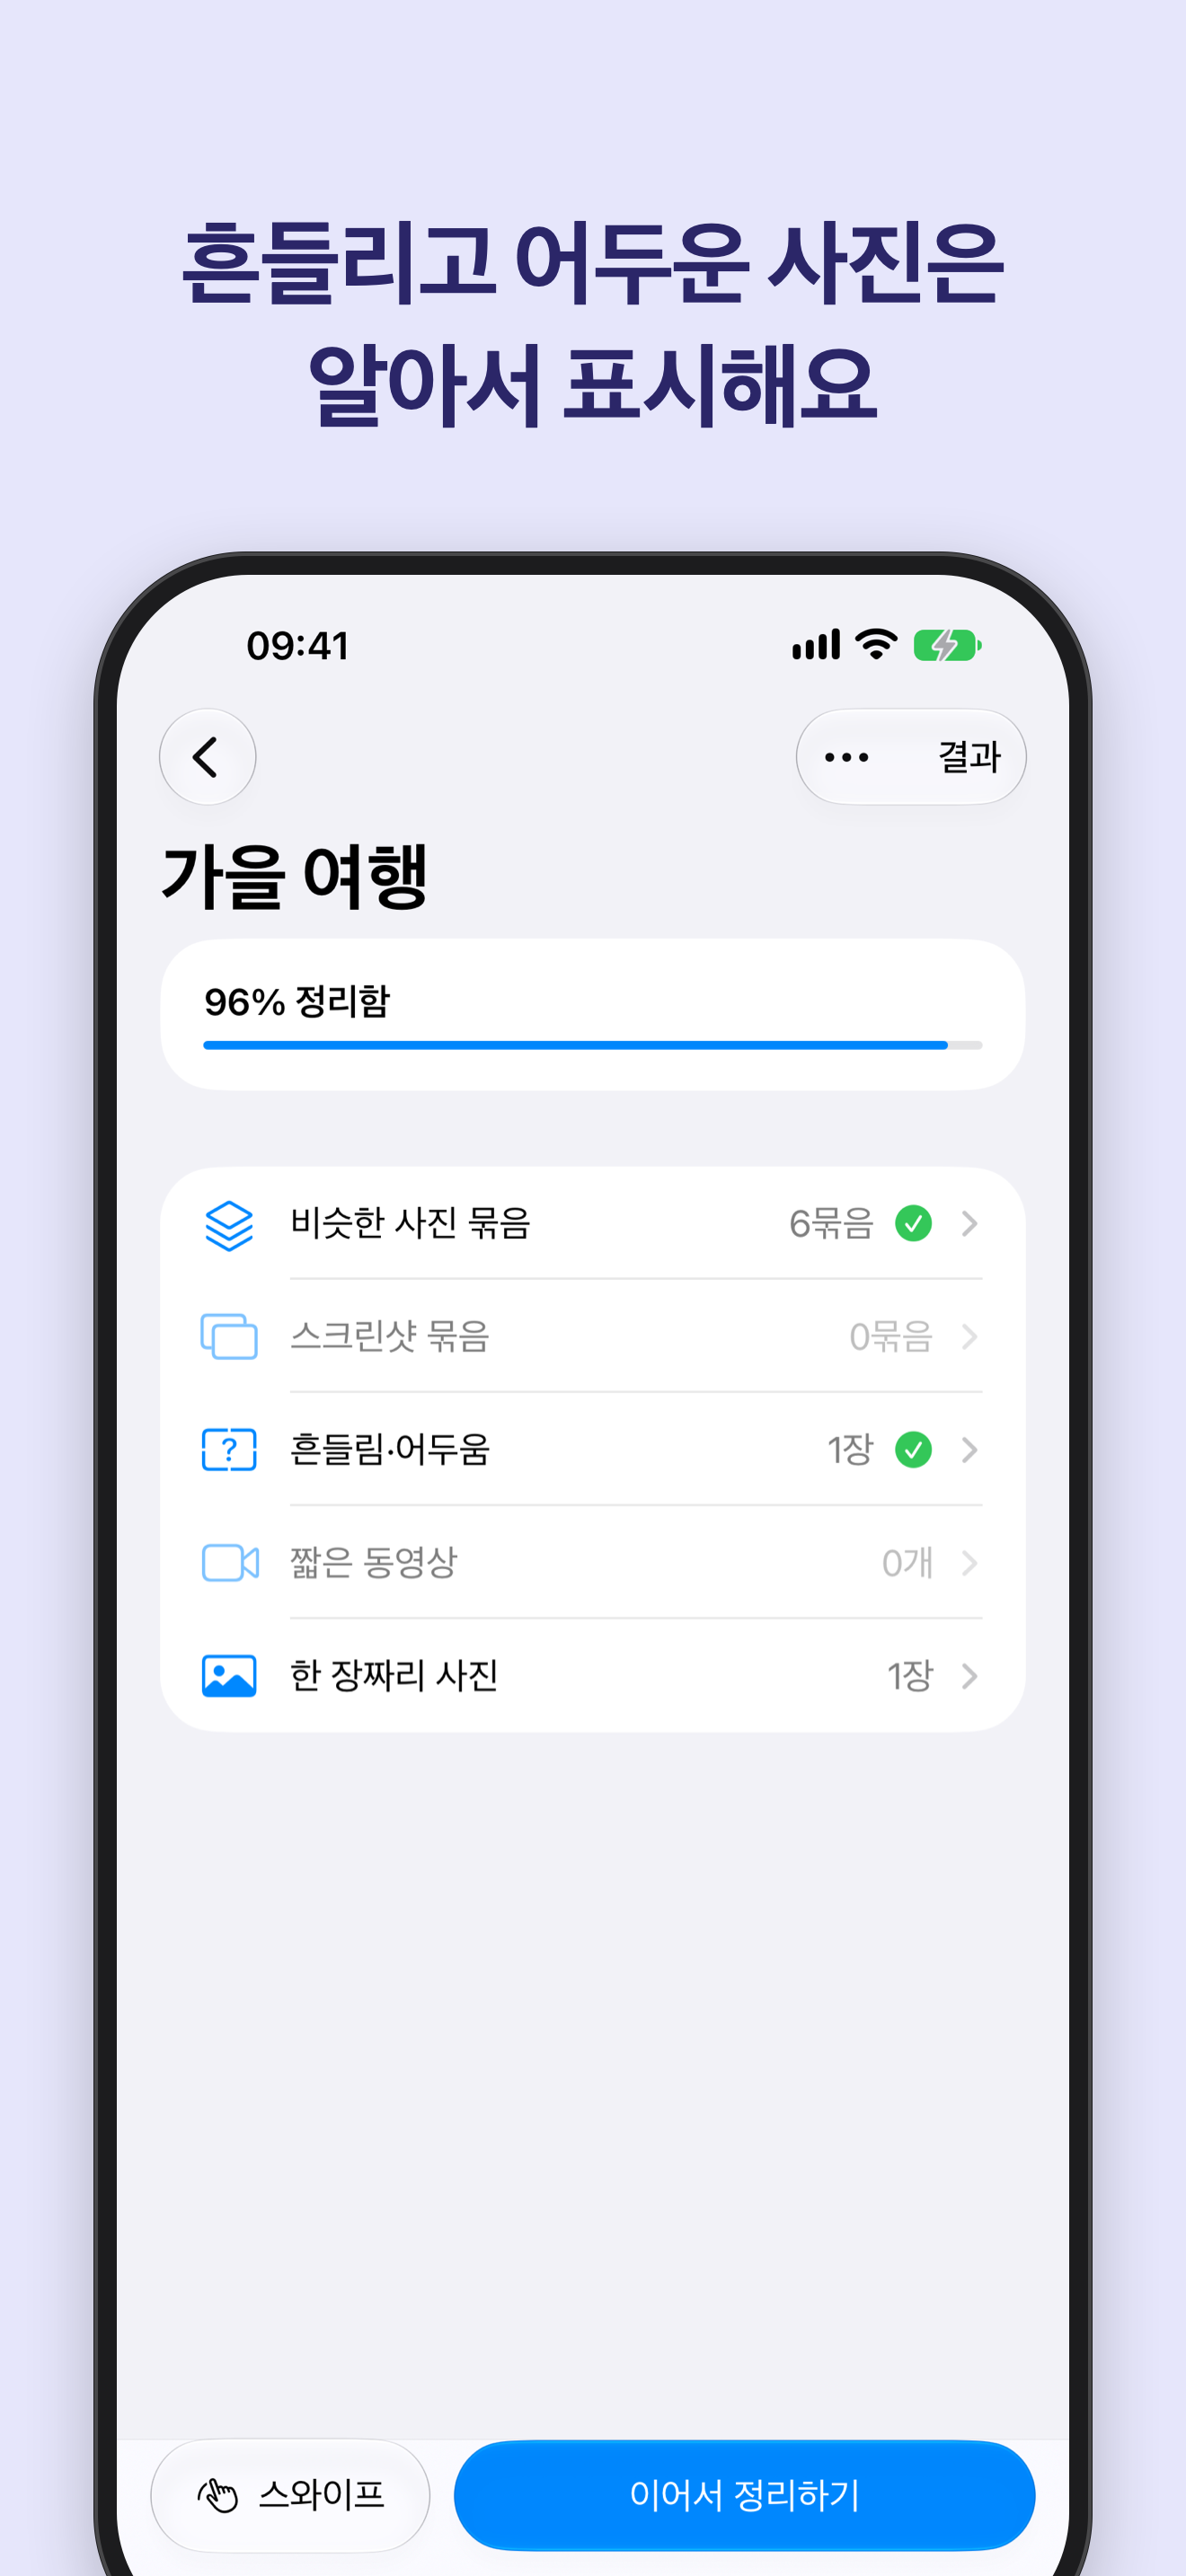 흔들리고 어두운 사진은
알아서 표시해요
09:41
결과
가을 여행
96% 정리함
비슷한 사진 묶음 6묶음
스크린샷 묶음 0묶음
흔들림·어두움 1장
짧은 동영상 0개
한 장짜리 사진 1장
스와이프 이어서 정리하기